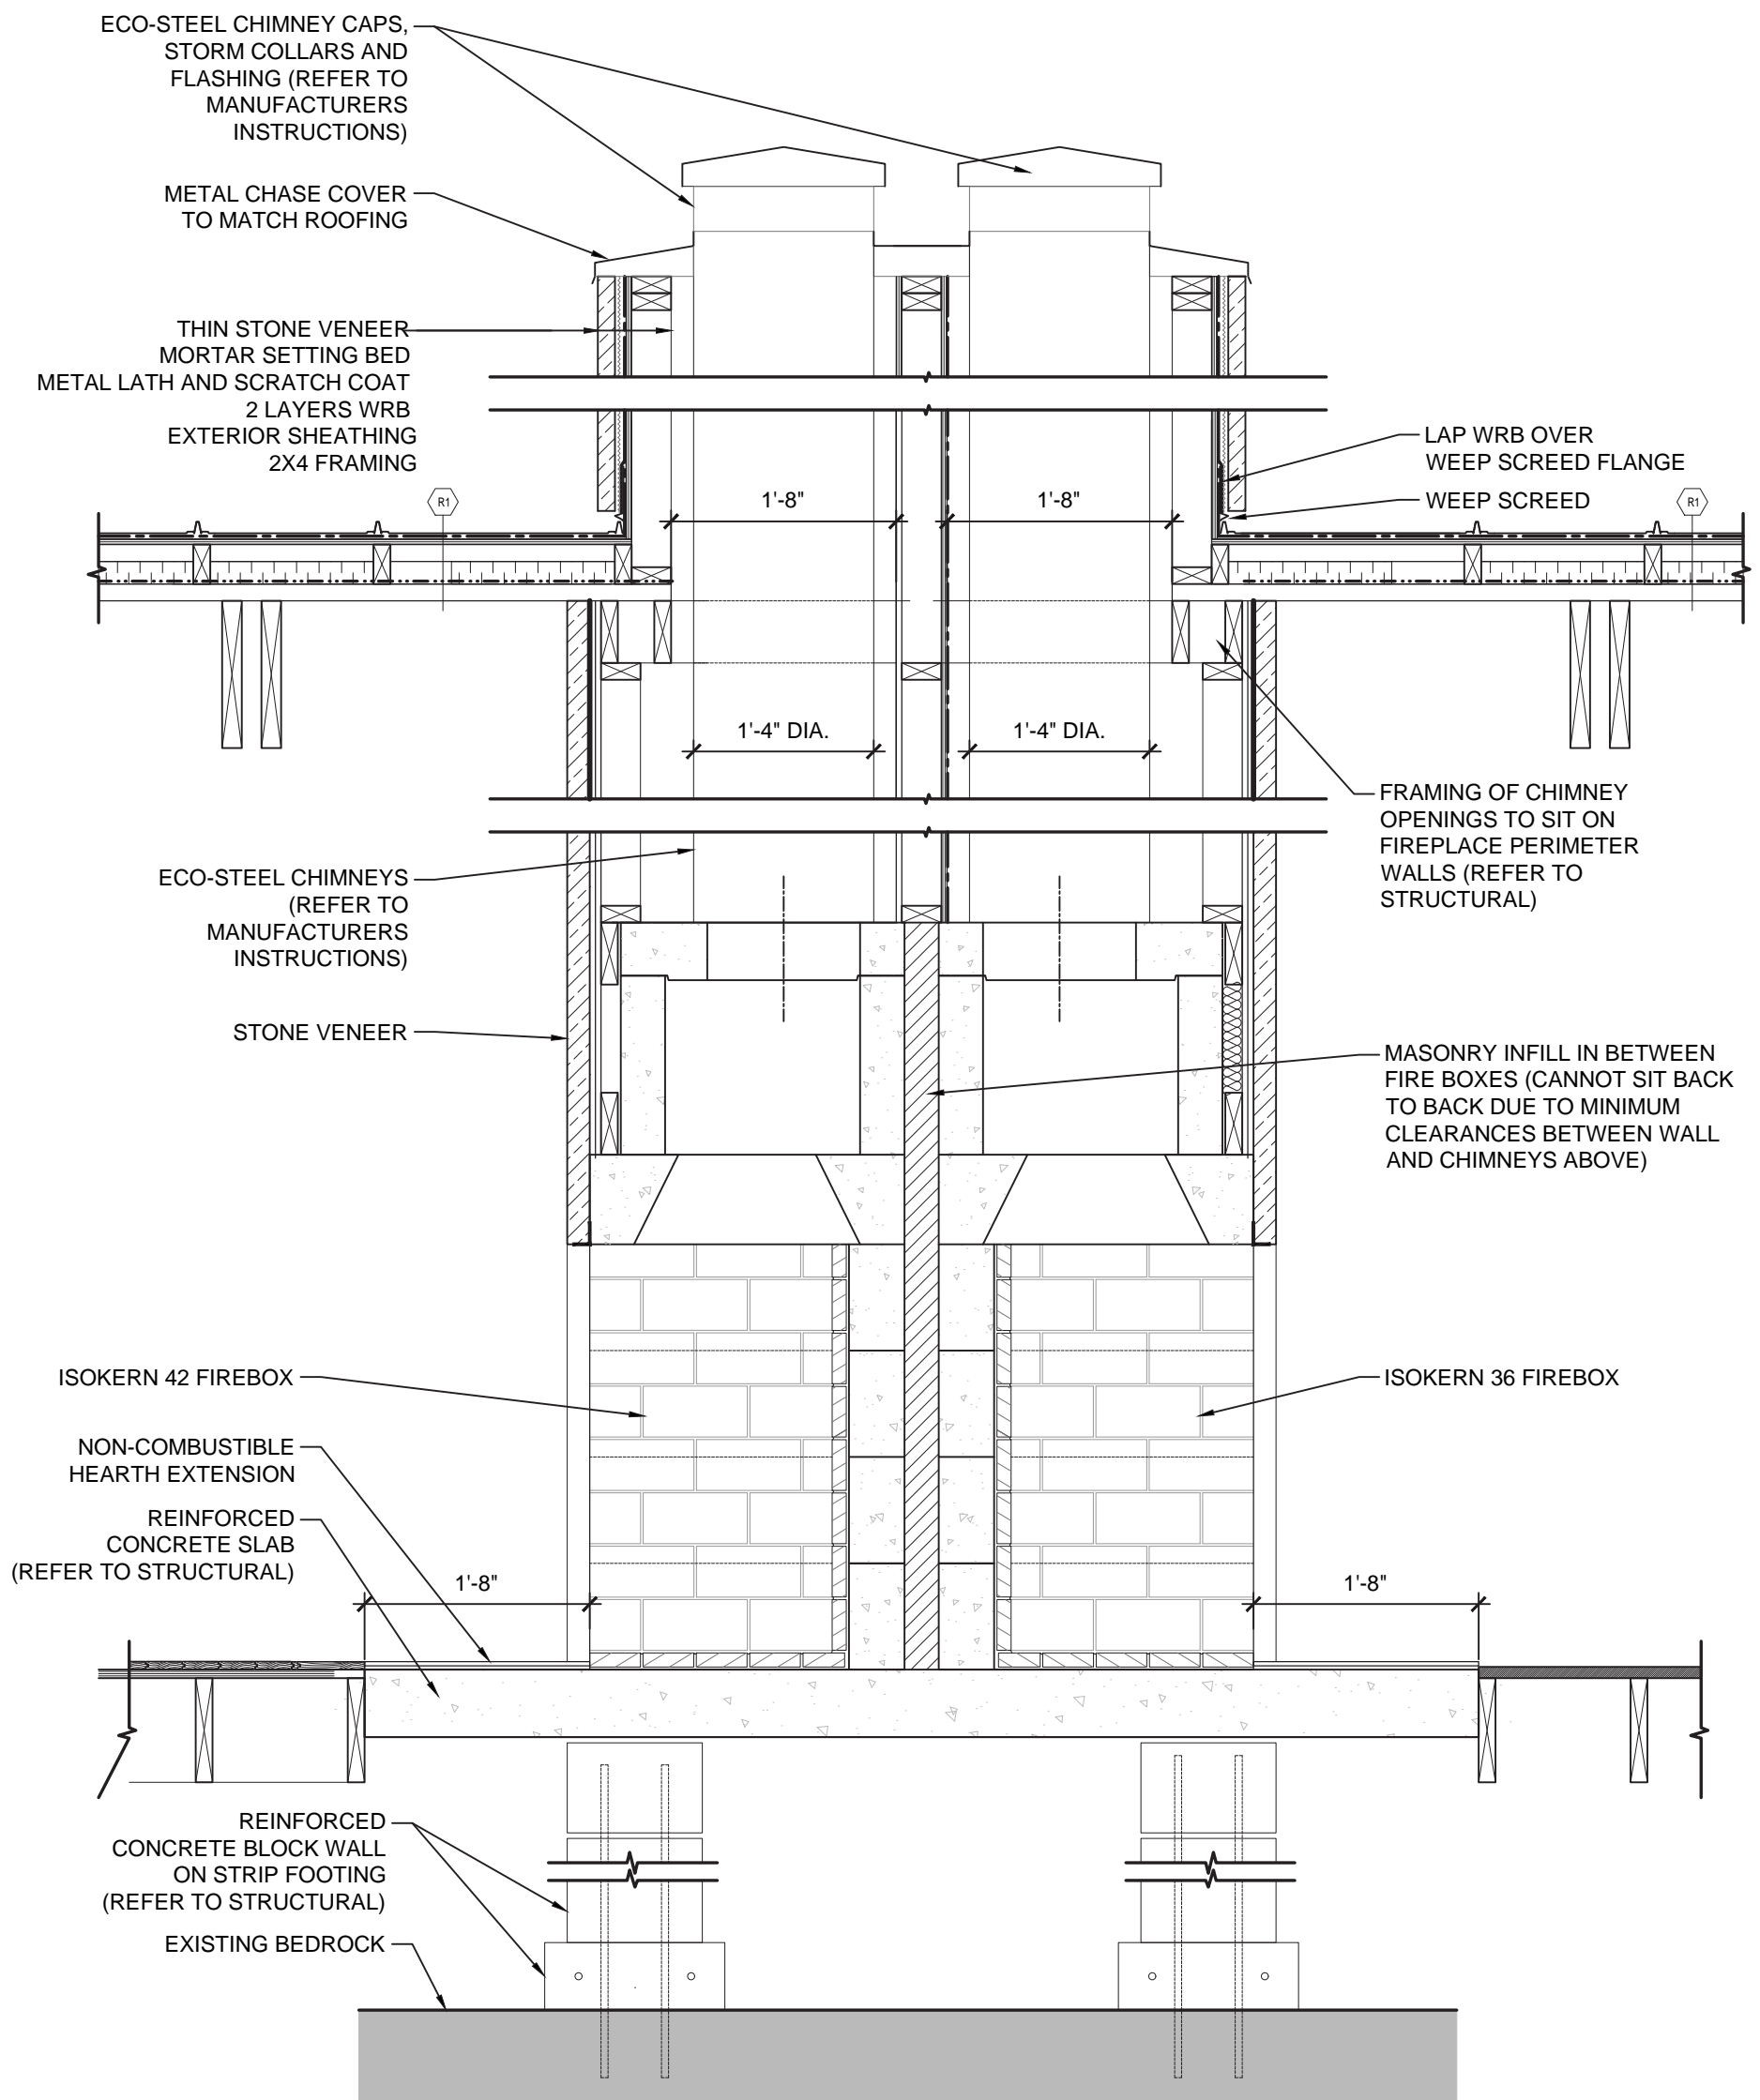 ECO-STEEL CHIMNEY CAPS,
STORM COLLARS AND
FLASHING (REFER TO
MANUFACTURERS
INSTRUCTIONS)
METAL CHASE COVER
TO MATCH ROOFING
THIN STONE VENEER
MORTAR SETTING BED
METAL LATH AND SCRATCH COAT
2 LAYERS WRB
EXTERIOR SHEATHING
2X4 FRAMING
LAP WRB OVER
WEEP SCREED FLANGE
WEEP SCREED
R1
1'-8"
1'-8"
R1
1'-4" DIA.
1'-4" DIA.
FRAMING OF CHIMNEY
OPENINGS TO SIT ON
FIREPLACE PERIMETER
WALLS (REFER TO
STRUCTURAL)
ECO-STEEL CHIMNEYS
(REFER TO
MANUFACTURERS
INSTRUCTIONS)
STONE VENEER
MASONRY INFILL IN BETWEEN
FIRE BOXES (CANNOT SIT BACK
TO BACK DUE TO MINIMUM
CLEARANCES BETWEEN WALL
AND CHIMNEYS ABOVE)
ISOKERN 42 FIREBOX
ISOKERN 36 FIREBOX
NON-COMBUSTIBLE
HEARTH EXTENSION
REINFORCED
CONCRETE SLAB
(REFER TO STRUCTURAL)
1'-8"
1'-8"
REINFORCED
CONCRETE BLOCK WALL
ON STRIP FOOTING
(REFER TO STRUCTURAL)
EXISTING BEDROCK